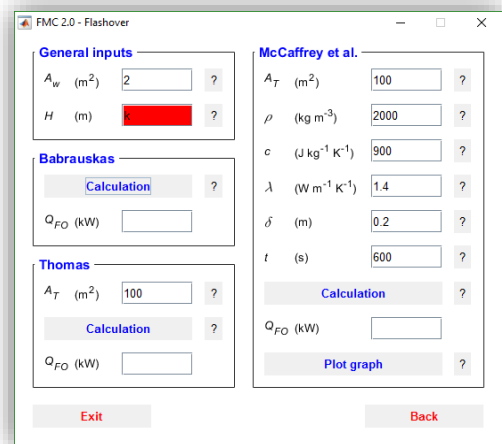 FMC 2.0 - Flashover
General inputs
A_w (m²) 2 ?
H (m) k ?
Babrauskas
Calculation ?
Q_FO (kW)
Thomas
A_T (m²) 100 ?
Calculation ?
Q_FO (kW)
McCaffrey et al.
A_T (m²) 100 ?
ρ (kg m⁻³) 2000 ?
c (J kg⁻¹ K⁻¹) 900 ?
λ (W m⁻¹ K⁻¹) 1.4 ?
δ (m) 0.2 ?
t (s) 600 ?
Calculation ?
Q_FO (kW)
Plot graph ?
Exit
Back